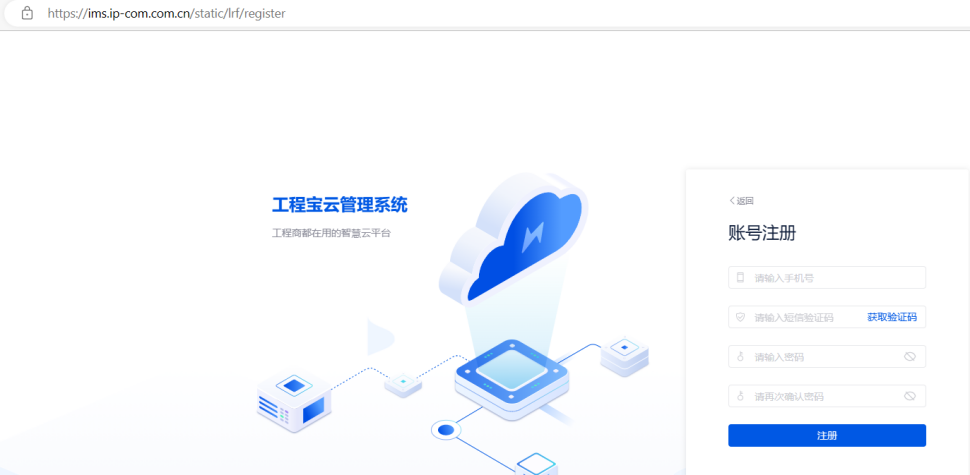 https://ims.ip-com.com.cn/static/lrf/register
工程宝云管理系统
工程商都在用的智慧云平台
返回
账号注册
请输入手机号
请输入短信验证码 获取验证码
请输入密码
请再次确认密码
注册